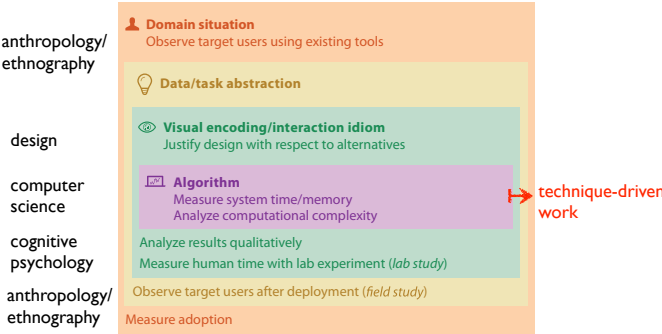 Domain situation
anthropology/
ethnography
Observe target users using existing tools
Data/task abstraction
Visual encoding/interaction idiom
design
Justify design with respect to alternatives
Algorithm
computer
science
Measure system time/memory
Analyze computational complexity
technique-driven
work
cognitive
psychology
Analyze results qualitatively
Measure human time with lab experiment (lab study)
anthropology/
ethnography
Observe target users after deployment (field study)
Measure adoption